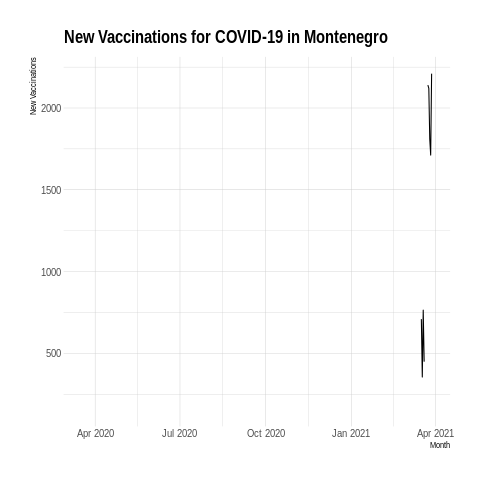 New Vaccinations for COVID-19 in Montenegro
New Vaccinations
2000
1500
1000
500
Apr 2020
Jul 2020
Oct 2020
Jan 2021
Apr 2021
Month